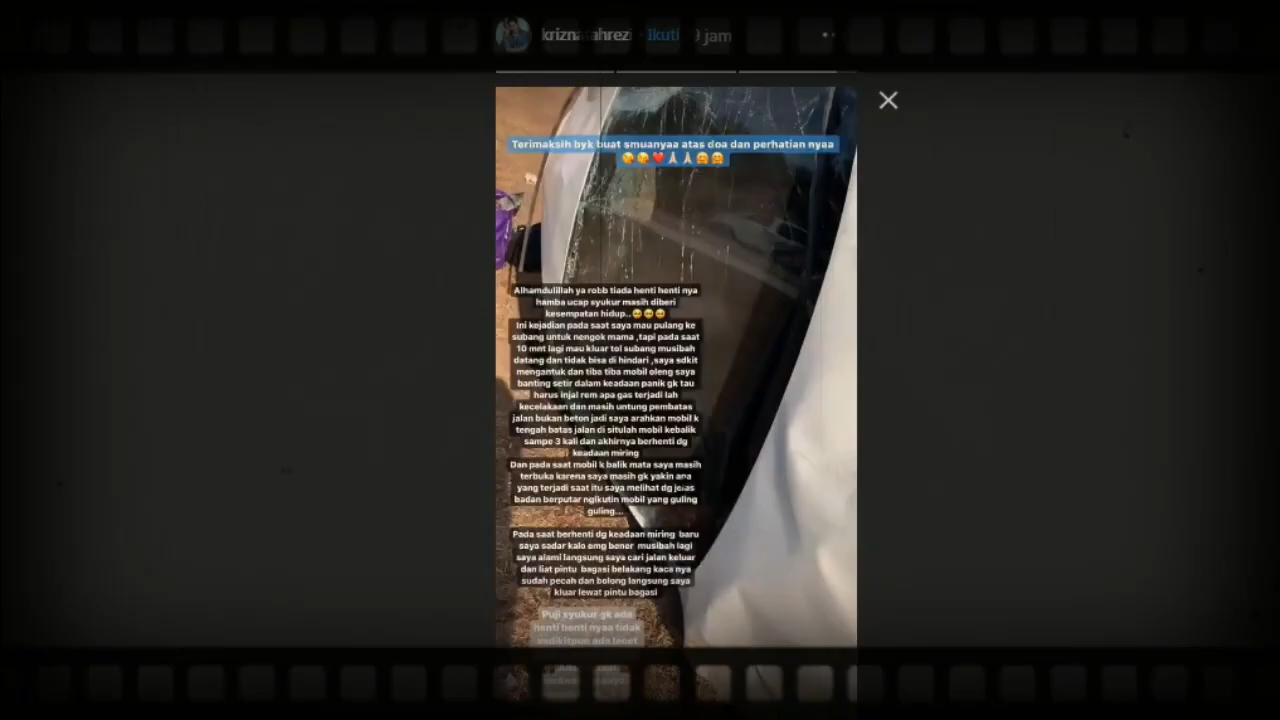 Ikuti
jam
Terimaksih byk buat smuanyaa atas doa dan perhatian nyaa
😘😘❤️🙏🙏🤗🤗
Alhamdulillah ya robb tiada henti henti nya
hamba ucap syukur masih diberi
kesempatan hidup..🥺🥺🥺
Ini kejadian pada saat saya mau pulang ke
subang untuk nengok mama ,tapi pada saat
10 mnt lagi mau kluar tol subang musibah
datang dan tidak bisa di hindari ,saya sdkit
mengantuk dan tiba tiba mobil oleng saya
banting setir dalam keadaan panik gk tau
harus injal rem apa gas terjadi lah
kecelakaan dan masih untung pembatas
jalan bukan beton jadi saya arahkan mobil k
tengah batas jalan di situlah mobil kebalik
sampe 3 kali dan akhirnya berhenti dg
keadaan miring
Dan pada saat mobil k balik mata saya masih
terbuka karena saya masih gk yakin apa
yang terjadi saat itu saya melihat dg jelas
badan berputar ngikutin mobil yang guling
guling...
Pada saat berhenti dg keadaan miring baru
saya sadar kalo emg bener musibah lagi
saya alami langsung saya cari jalan keluar
dan liat pintu bagasi belakang kaca nya
sudah pecah dan bolong langsung saya
kluar lewat pintu bagasi
Puji syukur gk ada
henti henti nyaa tidak
sedikitpun ada lecet